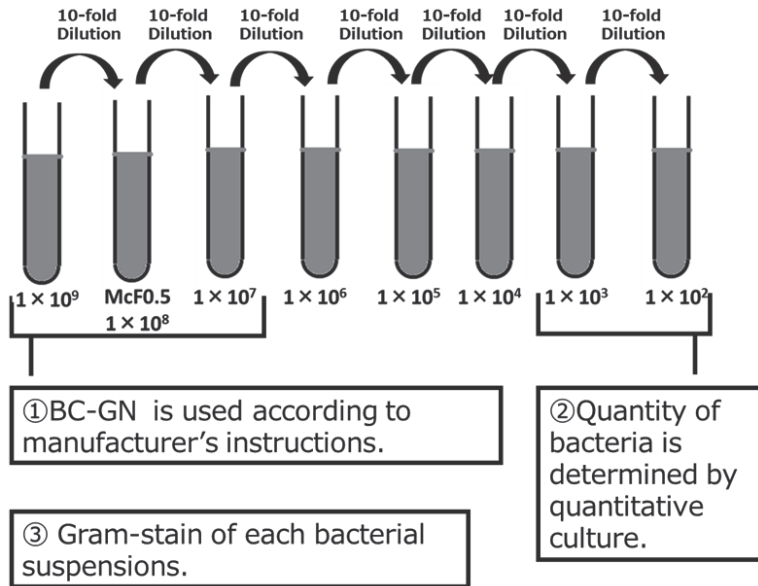 10-fold Dilution
10-fold Dilution
10-fold Dilution
10-fold Dilution
10-fold Dilution
10-fold Dilution
10-fold Dilution
1 × 10⁹
McF0.5
1 × 10⁸
1 × 10⁷
1 × 10⁶
1 × 10⁵
1 × 10⁴
1 × 10³
1 × 10²
①BC-GN is used according to
manufacturer's instructions.
②Quantity of
bacteria is
determined by
quantitative
culture.
③ Gram-stain of each bacterial
suspensions.